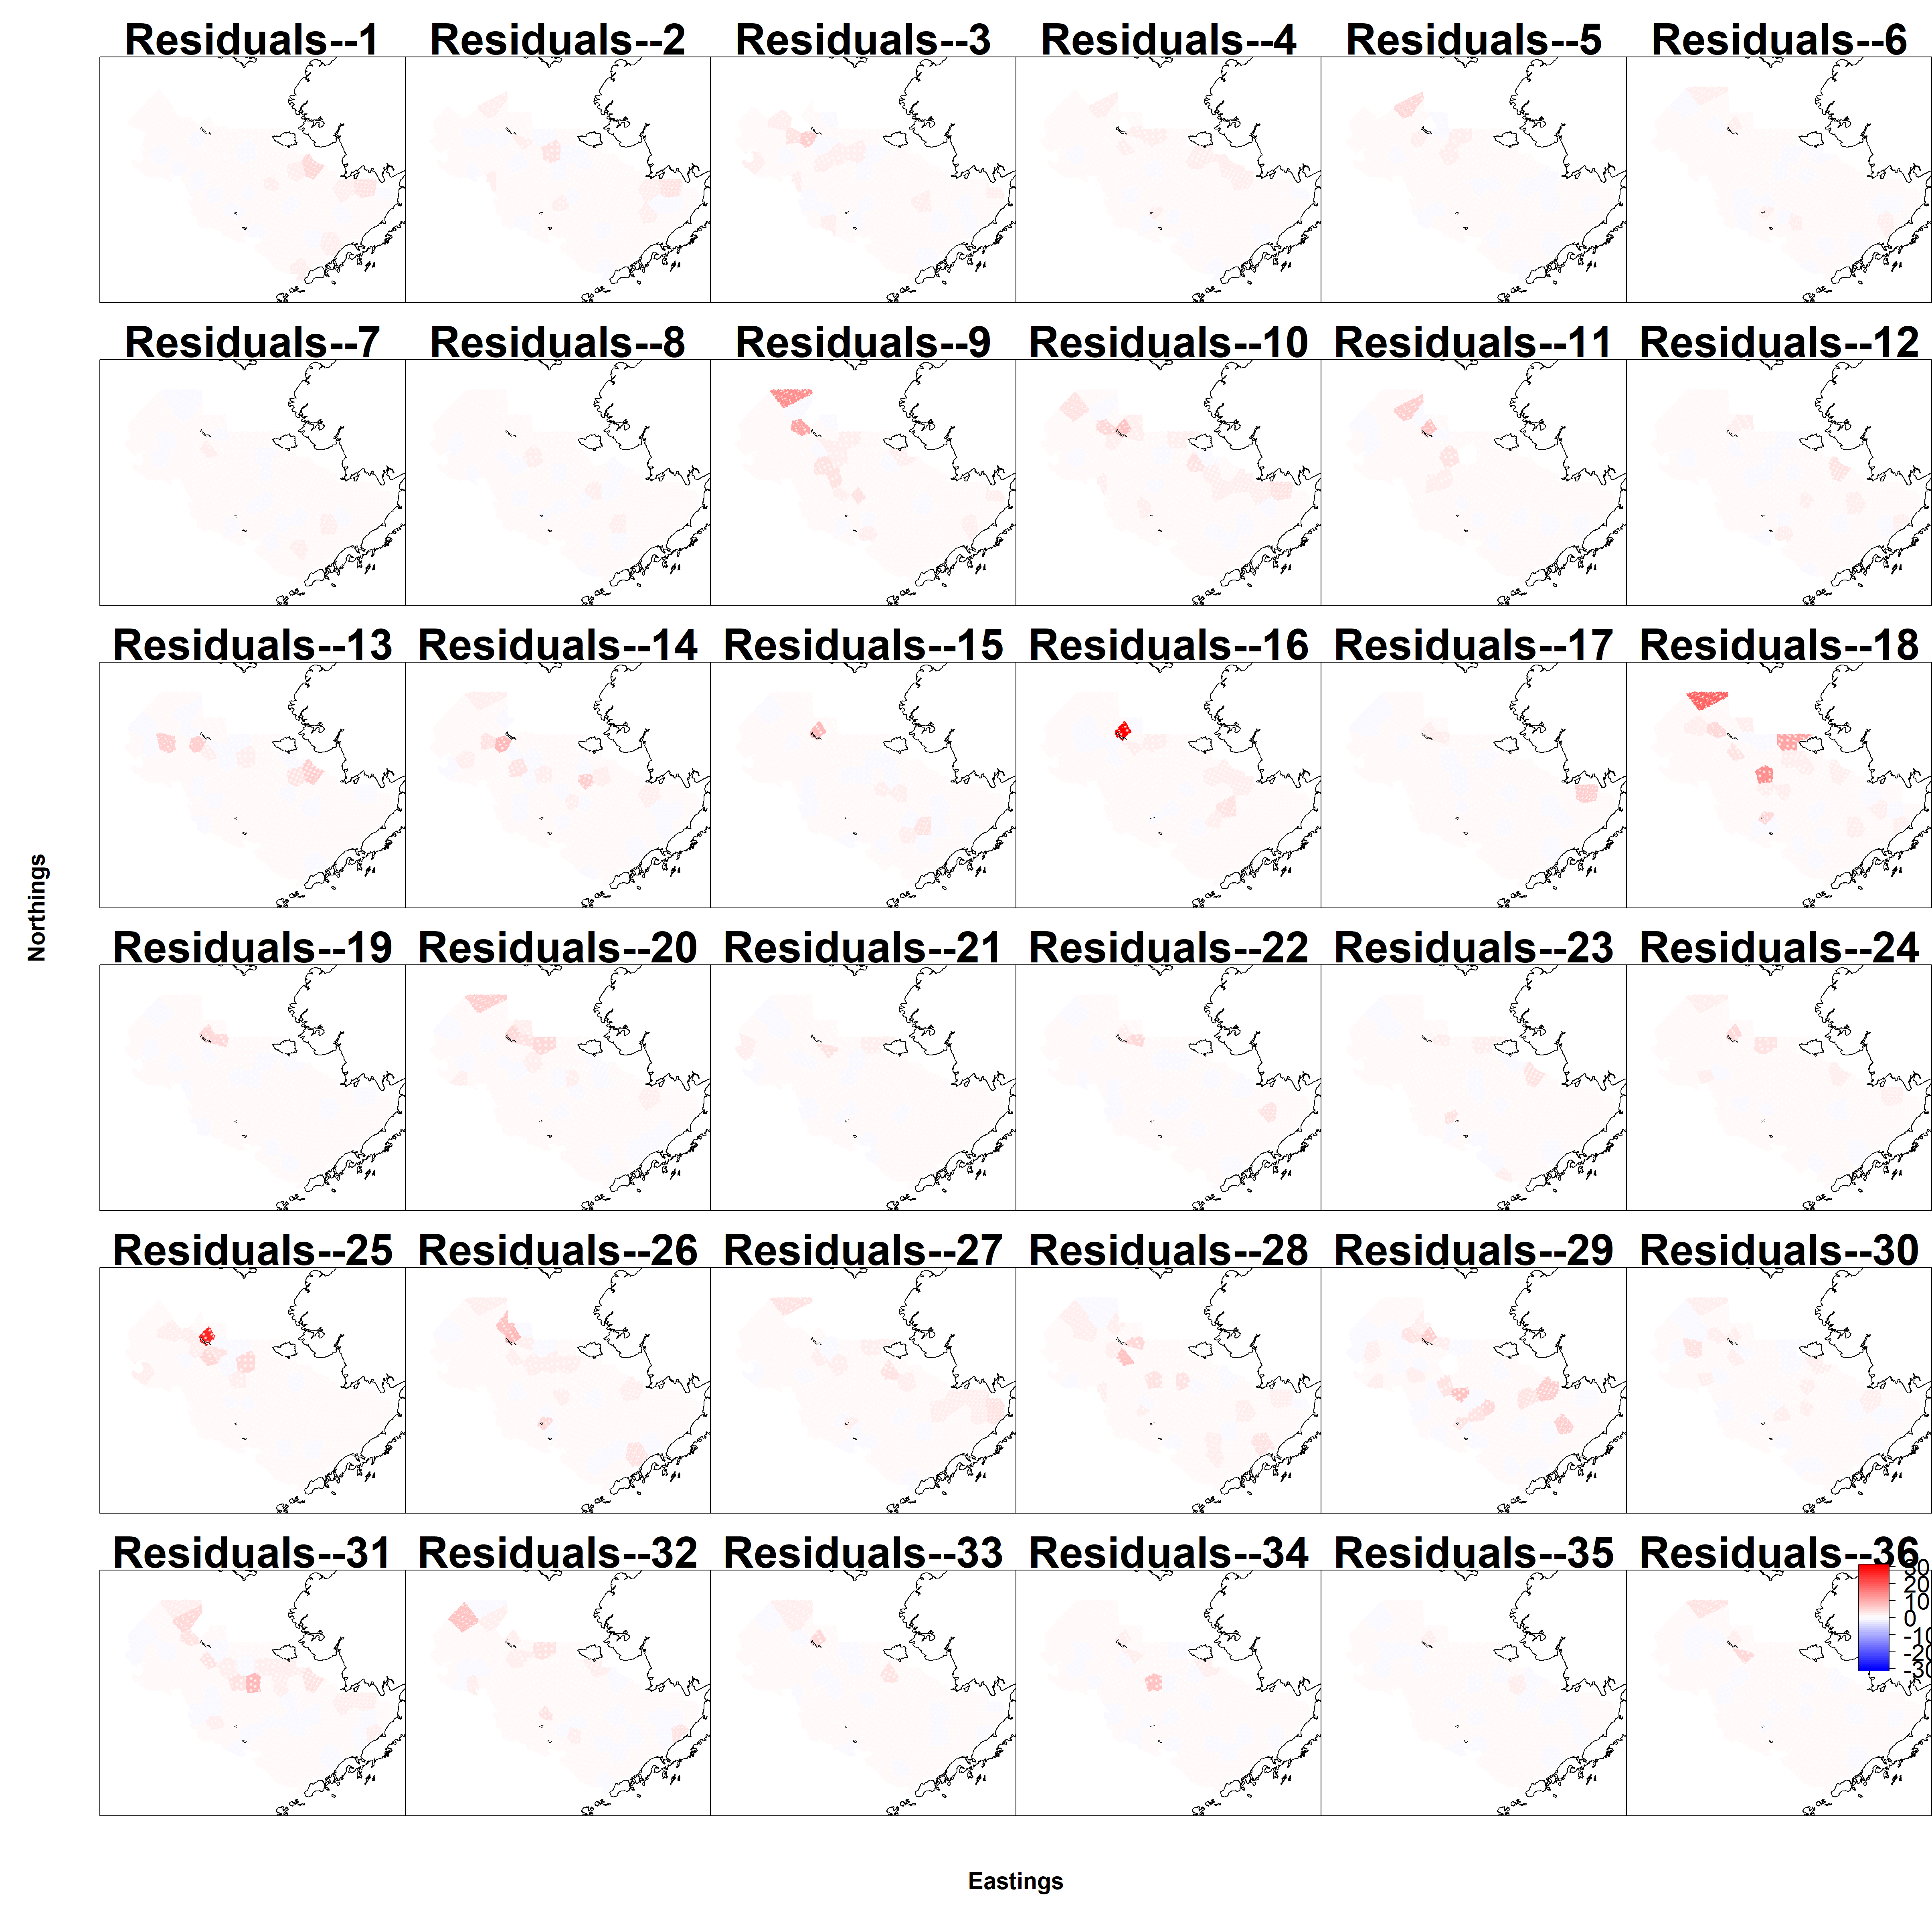 Residuals--1 Residuals--2 Residuals--3 Residuals--4 Residuals--5 Residuals--6
Residuals--7 Residuals--8 Residuals--9 Residuals--10 Residuals--11 Residuals--12
Residuals--13 Residuals--14 Residuals--15 Residuals--16 Residuals--17 Residuals--18
Northings
Residuals--19 Residuals--20 Residuals--21 Residuals--22 Residuals--23 Residuals--24
Residuals--25 Residuals--26 Residuals--27 Residuals--28 Residuals--29 Residuals--30
Residuals--31 Residuals--32 Residuals--33 Residuals--34 Residuals--35 Residuals--36
30
20
10
0
-10
-20
-30
Eastings